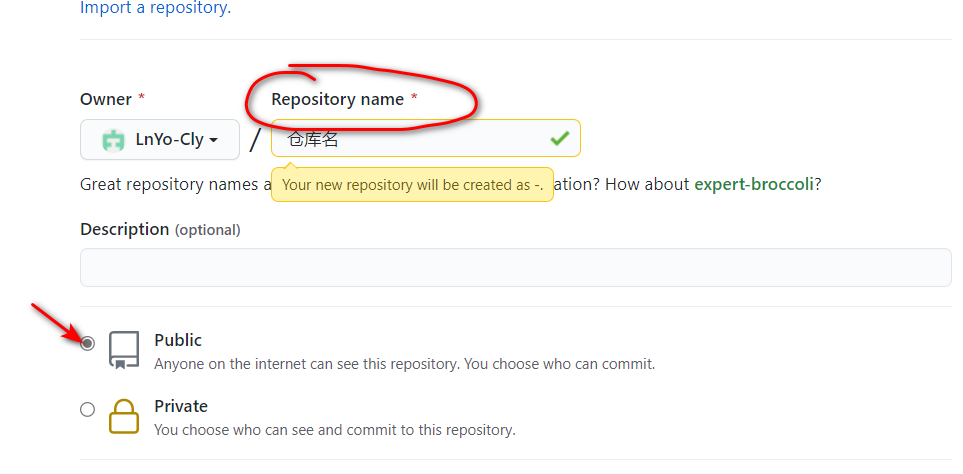 Import a repository.
Owner *
Repository name *
LnYo-Cly
/
仓库名
Great repository names a
Your new repository will be created as -.
ation? How about expert-broccoli?
Description (optional)
Public
Anyone on the internet can see this repository. You choose who can commit.
Private
You choose who can see and commit to this repository.